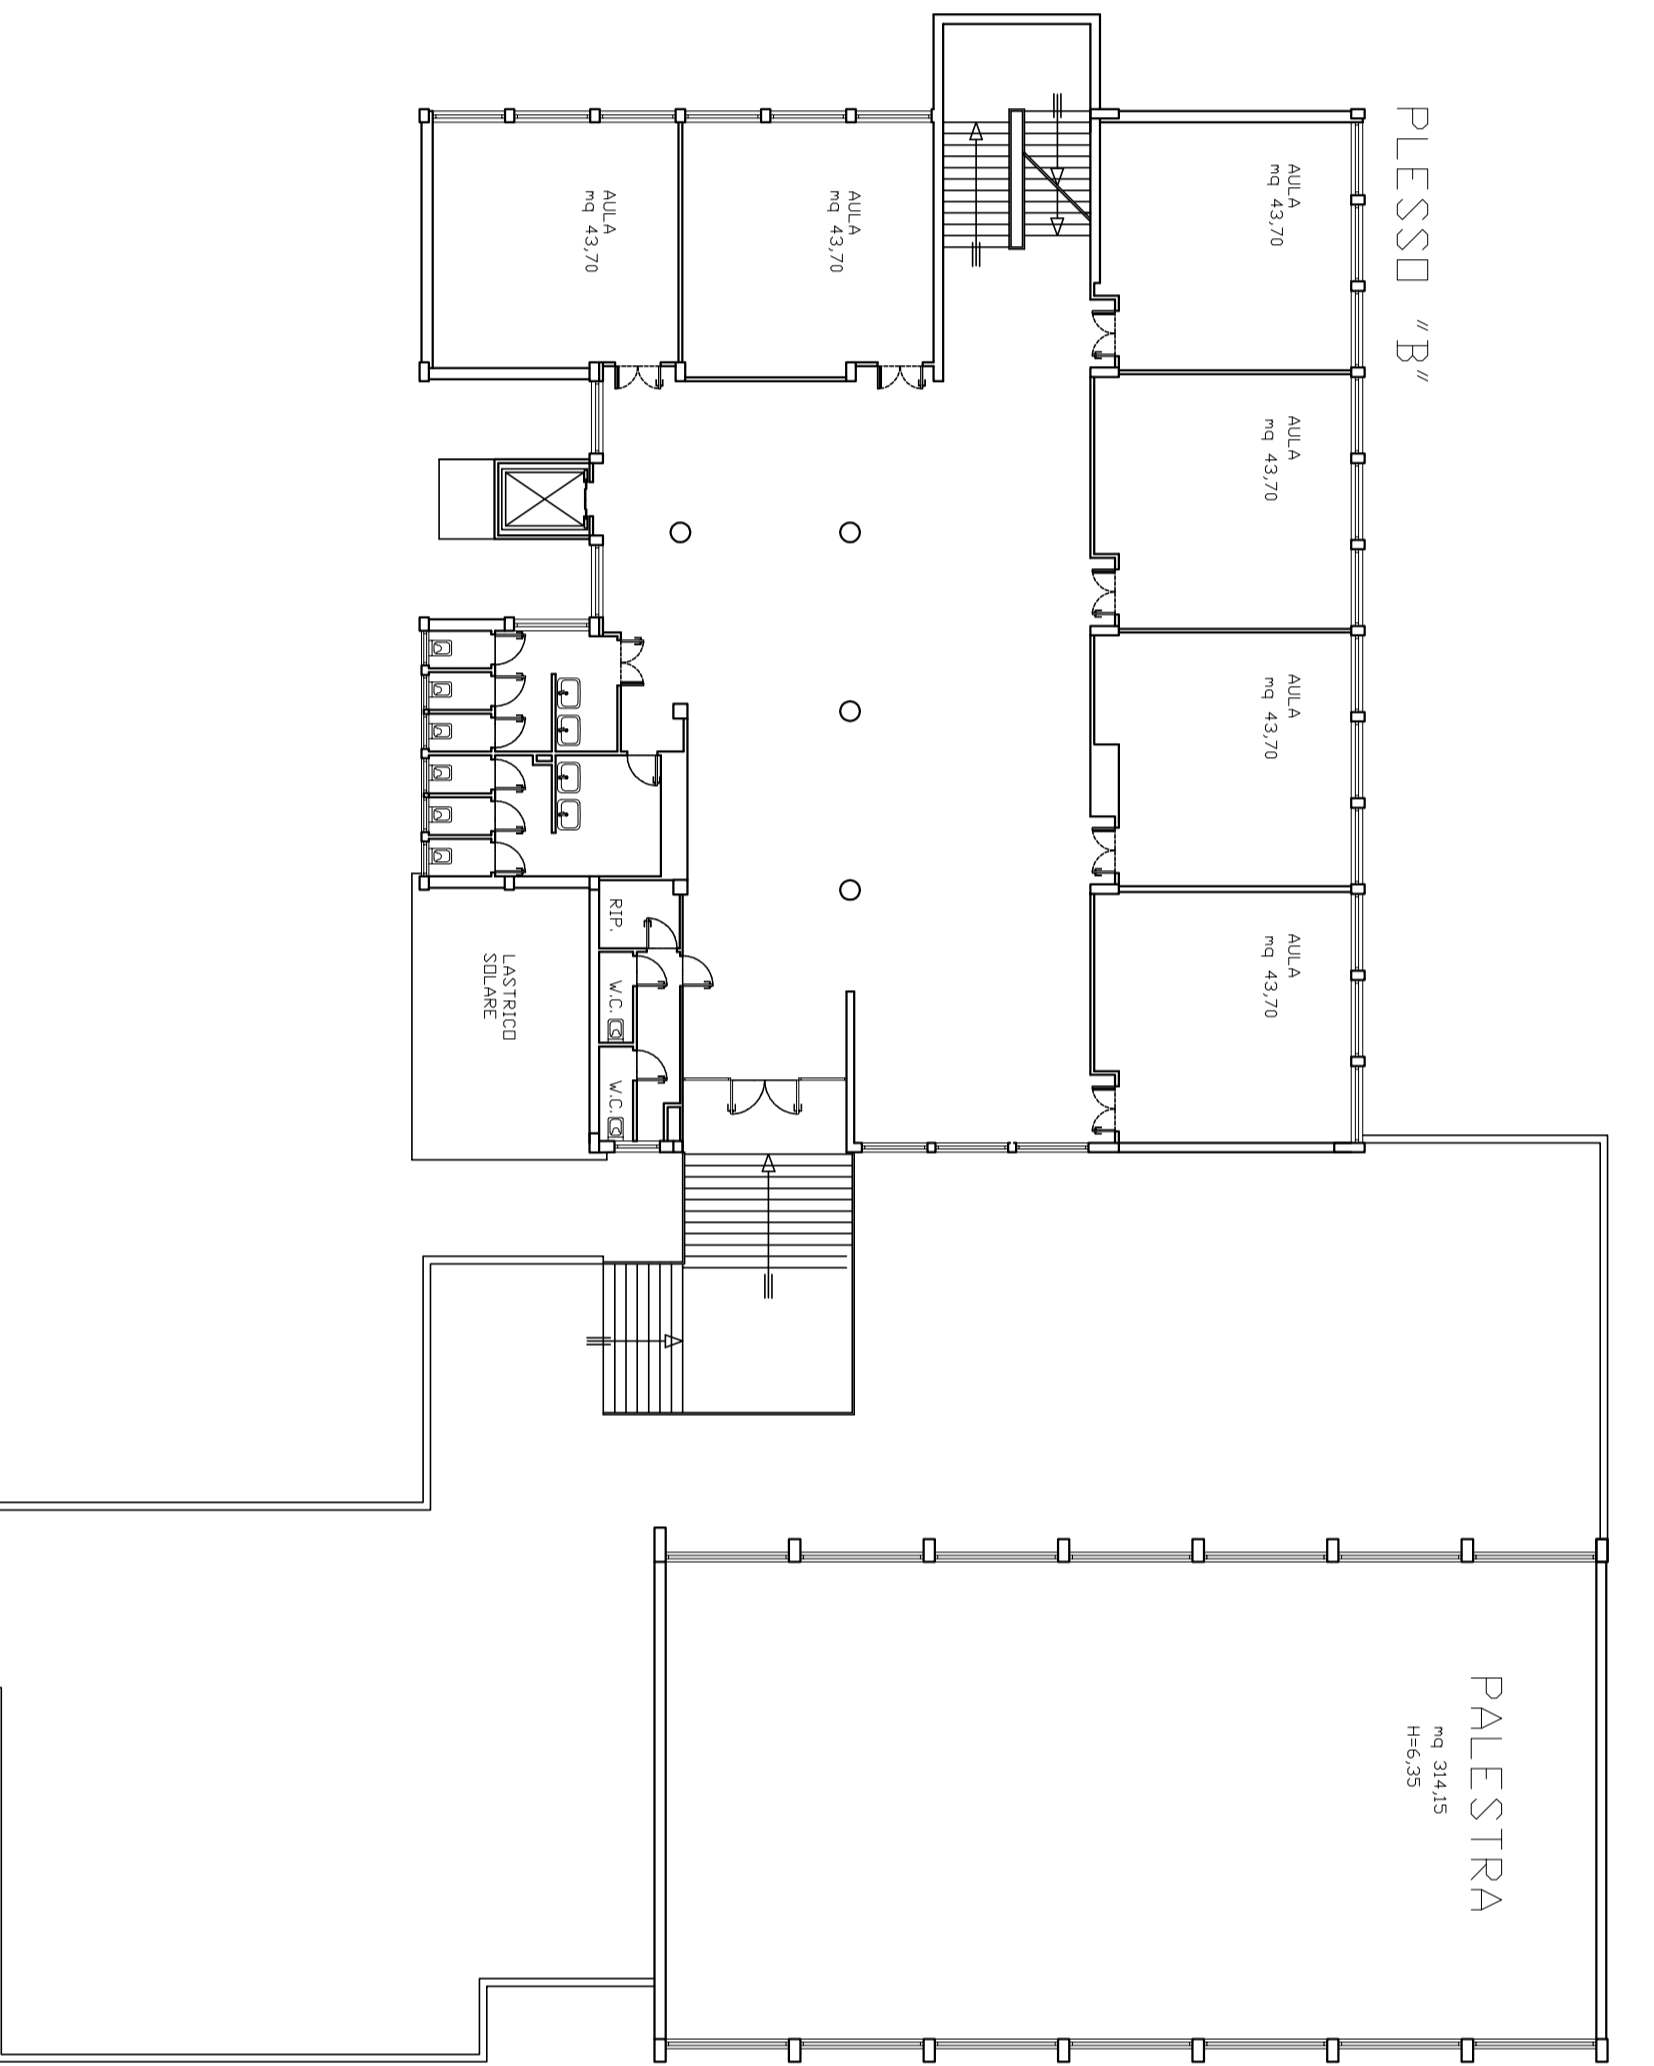 PLESSO "B"
AULA
mq 43,70
AULA
mq 43,70
AULA
mq 43,70
AULA
mq 43,70
AULA
mq 43,70
AULA
mq 43,70
RIP.
W.C.
W.C.
LASTRICO
SOLARE
PALESTRA
mq 314,15
H=6,35